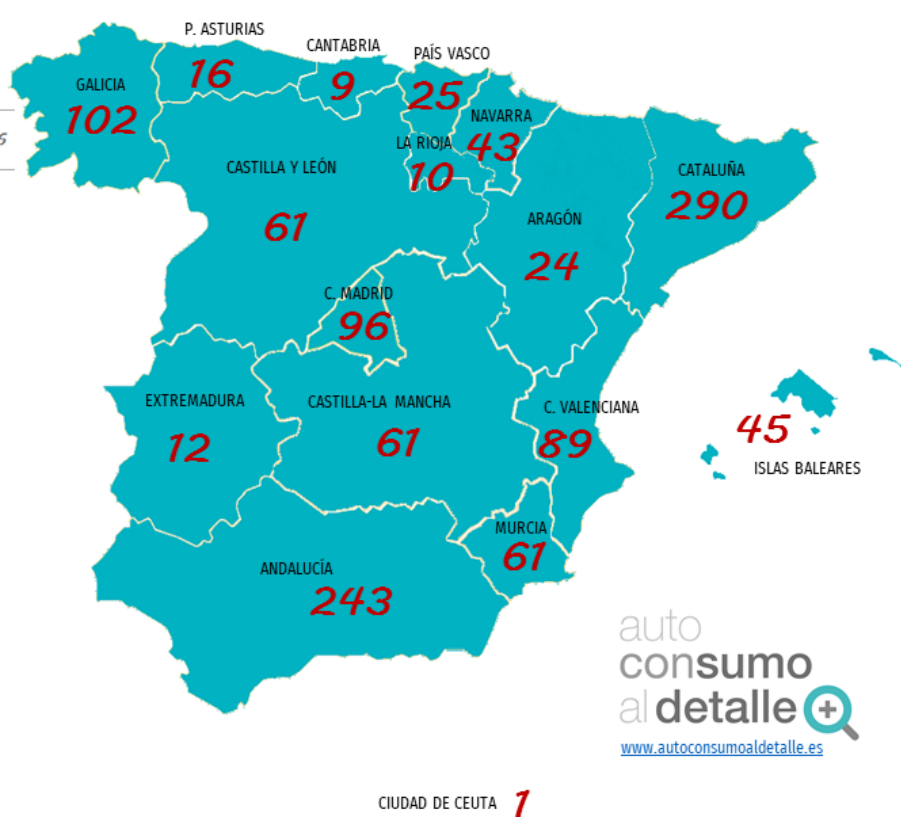 P. ASTURIAS
16
CANTABRIA
9
PAÍS VASCO
25
GALICIA
102
NAVARRA
43
LA RIOJA
10
CASTILLA Y LEÓN
61
CATALUÑA
290
ARAGÓN
24
C. MADRID
96
EXTREMADURA
12
CASTILLA-LA MANCHA
61
C. VALENCIANA
89
45
ISLAS BALEARES
MURCIA
61
ANDALUCÍA
243
auto
consumo
al detalle
www.autoconsumoaldetalle.es
CIUDAD DE CEUTA 1